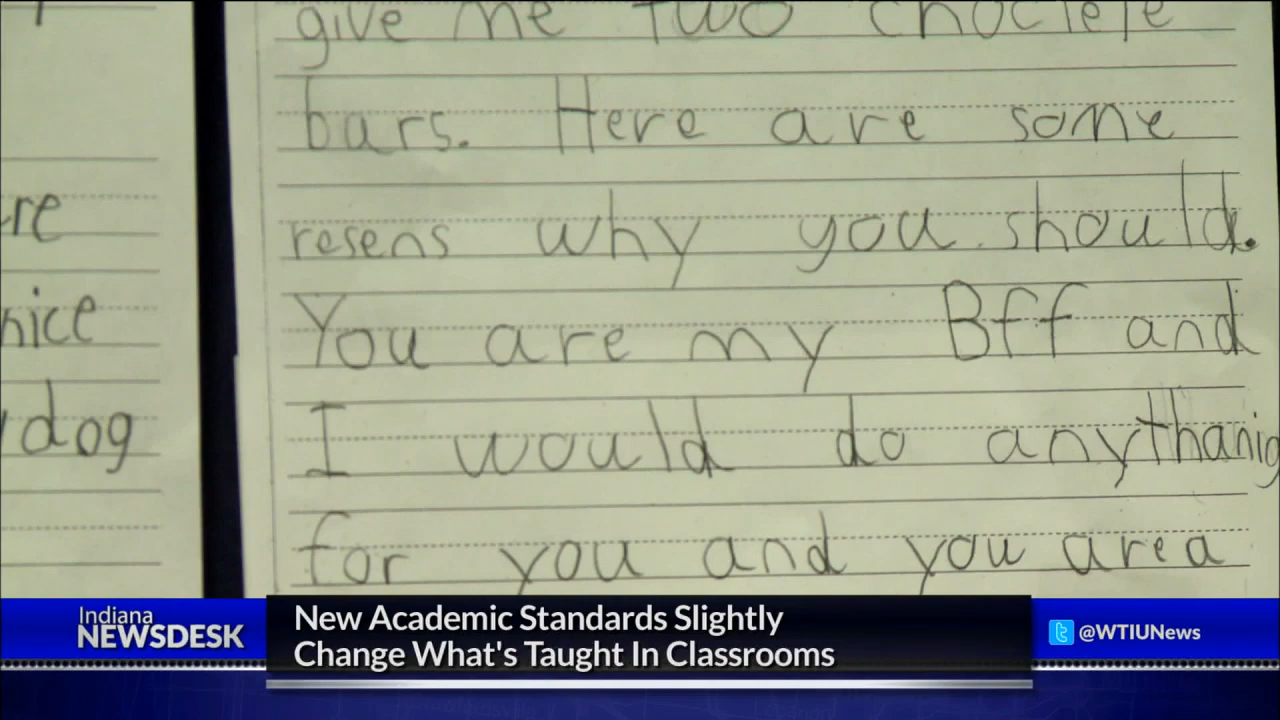 re
nice
dog
give me two choclete
bars. Here are some
resens why you should.
You are my Bff and
I would do anythanig
for you and you area
Indiana
NEWSDESK
New Academic Standards Slightly
Change What's Taught In Classrooms
@WTIUNews